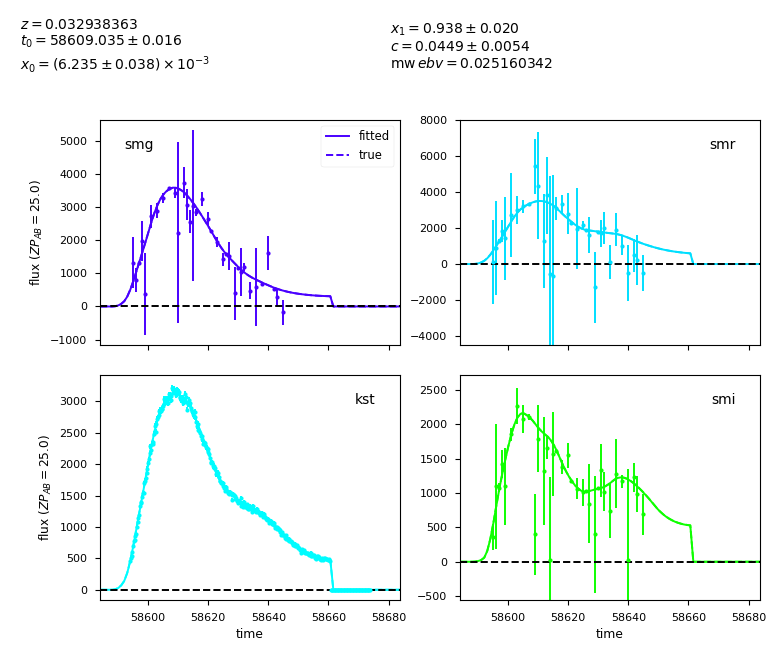 z = 0.032938363
t0 = 58609.035 ± 0.016
x0 = (6.235 ± 0.038) × 10^−3
x1 = 0.938 ± 0.020
c = 0.0449 ± 0.0054
mw ebv = 0.025160342
smg
fitted
true
5000
4000
3000
2000
1000
0
−1000
flux (ZP_AB = 25.0)
smr
8000
6000
4000
2000
0
−2000
−4000
kst
3000
2500
2000
1500
1000
500
0
flux (ZP_AB = 25.0)
58600 58620 58640 58660 58680
time
smi
2500
2000
1500
1000
500
0
−500
58600 58620 58640 58660 58680
time